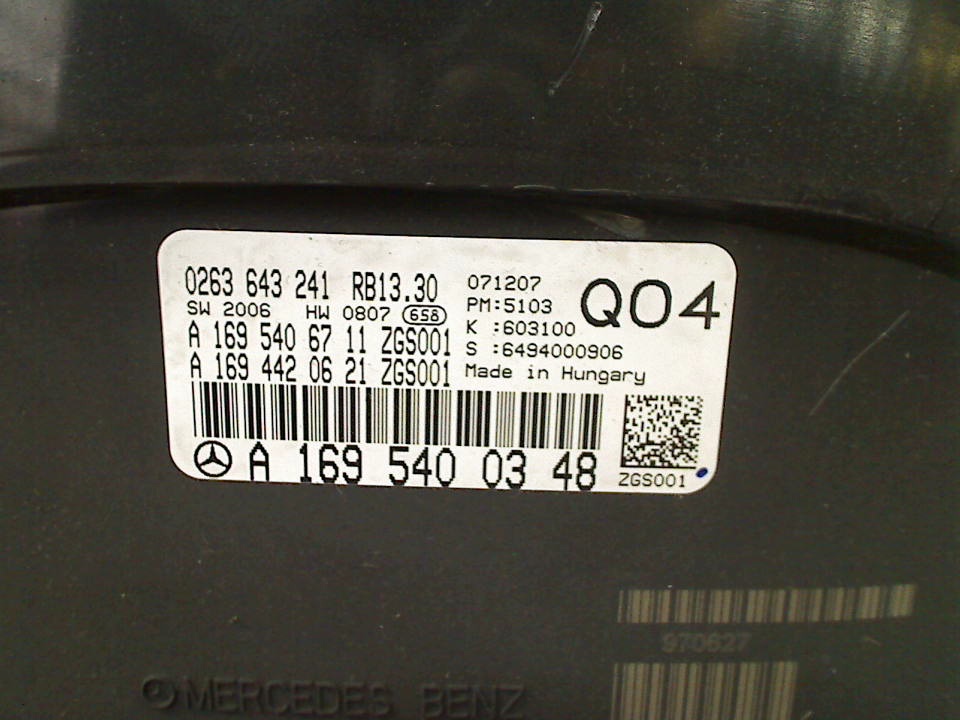 0263 643 241 RB13.30
SW 2006 HW 0807 658
A 169 540 67 11 ZGS001
A 169 442 06 21 ZGS001
071207
PM:5103
K :603100
S :6494000906
Made in Hungary
Q04
A 169 540 03 48
ZGS001
970627
MERCEDES BENZ